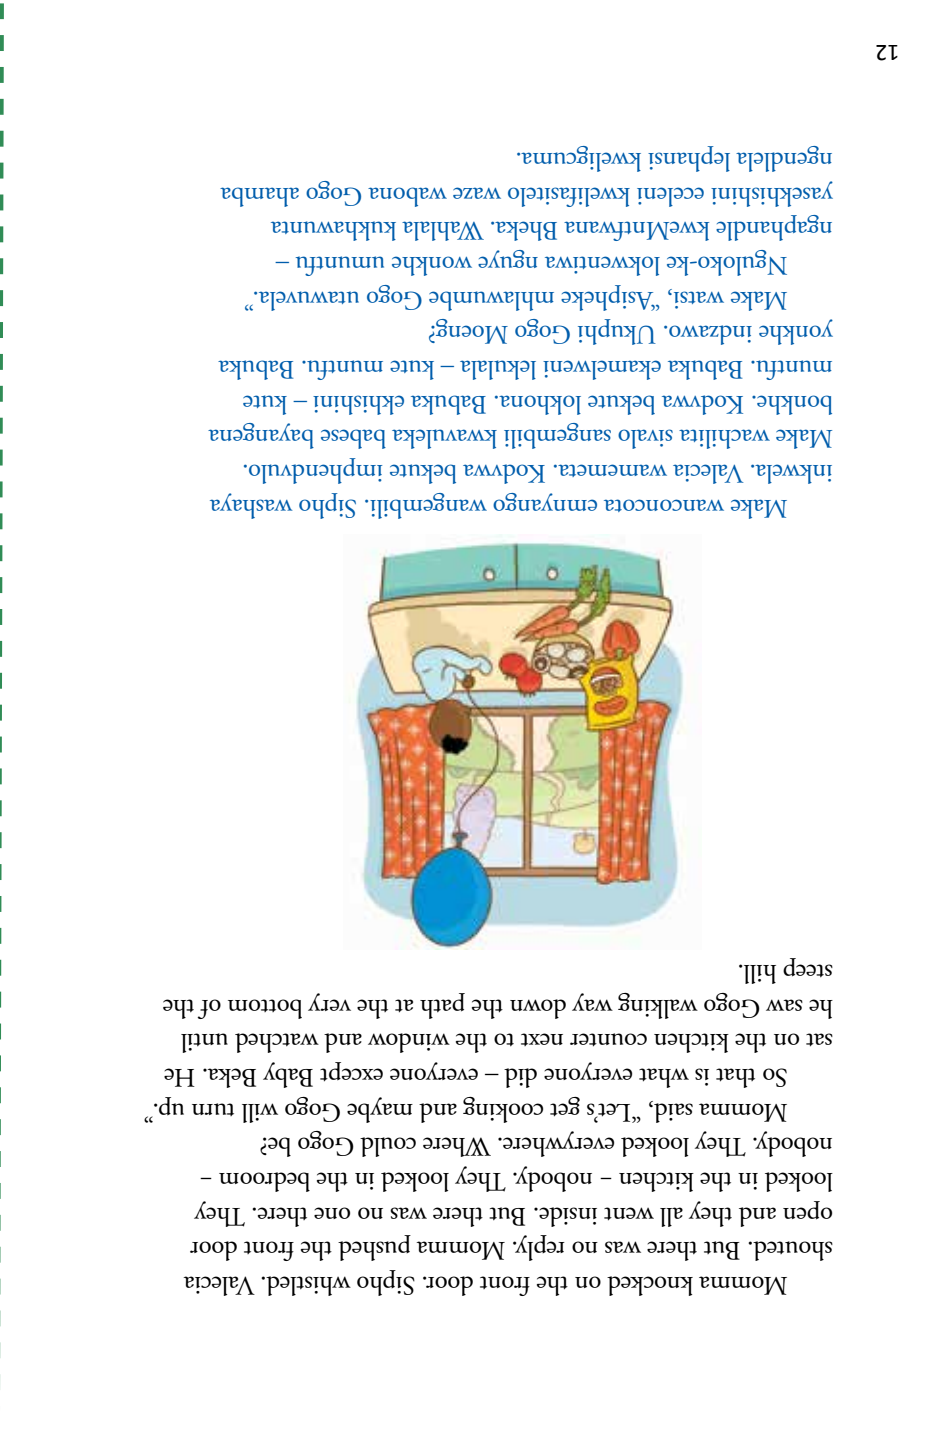 Momma knocked on the front door. Sipho whistled. Valecia
shouted. But there was no reply. Momma pushed the front door
open and they all went inside. But there was no one there. They
looked in the kitchen – nobody. They looked in the bedroom –
nobody. They looked everywhere. Where could Gogo be?
Momma said, “Let’s get cooking and maybe Gogo will turn up.”
So that is what everyone did – everyone except Baby Beka. He
sat on the kitchen counter next to the window and watched until
he saw Gogo walking way down the path at the very bottom of the
steep hill.
Make wanconcota emnyango wangembili. Sipho washaya
inkwela. Valecia wamemeta. Kodvwa bekute imphendvulo.
Make wachilita sivalo sangembili kwavuleka babese bayangena
bonkhe. Kodvwa bekute lokhona. Babuka ekhishini – kute
muntfu. Babuka ekamelweni lekulala – kute muntfu. Babuka
yonkhe indzawo. Ukuphi Gogo Moeng?
Make watsi, “Asipheke mhlawumbe Gogo utawuvela.”
Nguloko-ke lokwentiwa nguye wonkhe umuntfu –
ngaphandle kweMntfwana Bheka. Wahlala kukhawunta
yasekhishini eceleni kwelifasitelo waze wabona Gogo ahamba
ngendlela lephansi kweligcuma.
12